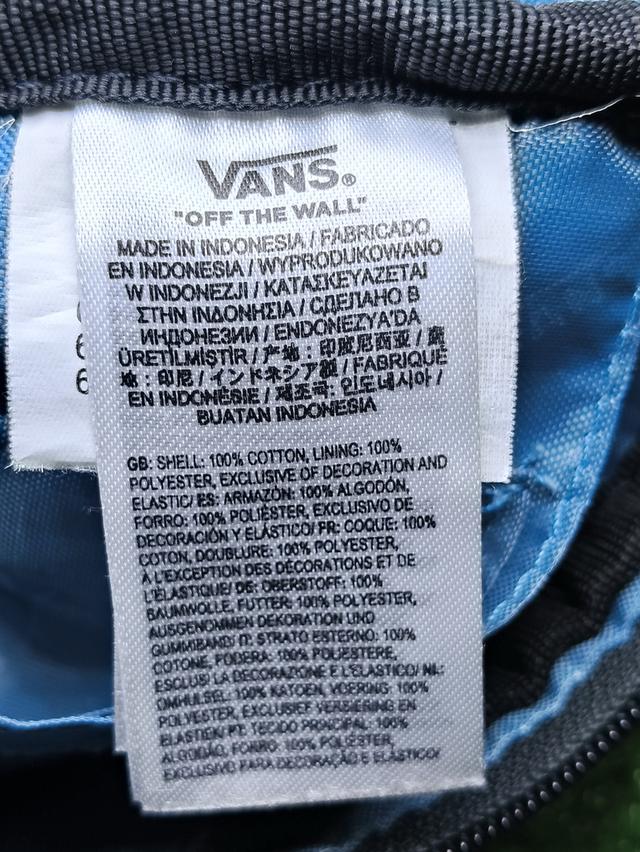 VANS®
"OFF THE WALL"
MADE IN INDONESIA / FABRICADO
EN INDONESIA / WYPRODUKOWANO
W INDONEZJI / ΚΑΤΑΣΚΕΥΑΖΕΤΑΙ
ΣΤΗΝ ΙΝΔΟΝΗΣΙΑ / СДЕЛАНО В
ИНДОНЕЗИИ / ENDONEZYA'DA
ÜRETİLMİŞTİR / 产地：印度尼西亚 / 產
地：印尼 / インドネシア製 / FABRIQUÉ
EN INDONÉSIE / 제조국: 인도네시아 /
BUATAN INDONESIA
GB: SHELL: 100% COTTON, LINING: 100%
POLYESTER, EXCLUSIVE OF DECORATION AND
ELASTIC/ ES: ARMAZÓN: 100% ALGODÓN,
FORRO: 100% POLIÉSTER, EXCLUSIVO DE
DECORACIÓN Y ELÁSTICO/ FR: COQUE: 100%
COTON, DOUBLURE: 100% POLYESTER,
À L'EXCEPTION DES DÉCORATIONS ET DE
L'ÉLASTIQUE/ DE: OBERSTOFF: 100%
BAUMWOLLE, FUTTER: 100% POLYESTER,
AUSGENOMMEN DEKORATION UND
GUMMIBAND/ IT: STRATO ESTERNO: 100%
COTONE, FODERA: 100% POLIESTERE,
ESCLUSI LA DECORAZIONE E L'ELASTICO/ NL:
OMHULSEL: 100% KATOEN, VOERING: 100%
POLYESTER, EXCLUSIEF VERSIERING EN
ELASTIEK/ PT: TECIDO PRINCIPAL: 100%
ALGODÃO, FORRO: 100% POLIÉSTER,
EXCLUSIVO PARA DECORAÇÃO E ELÁSTICO/